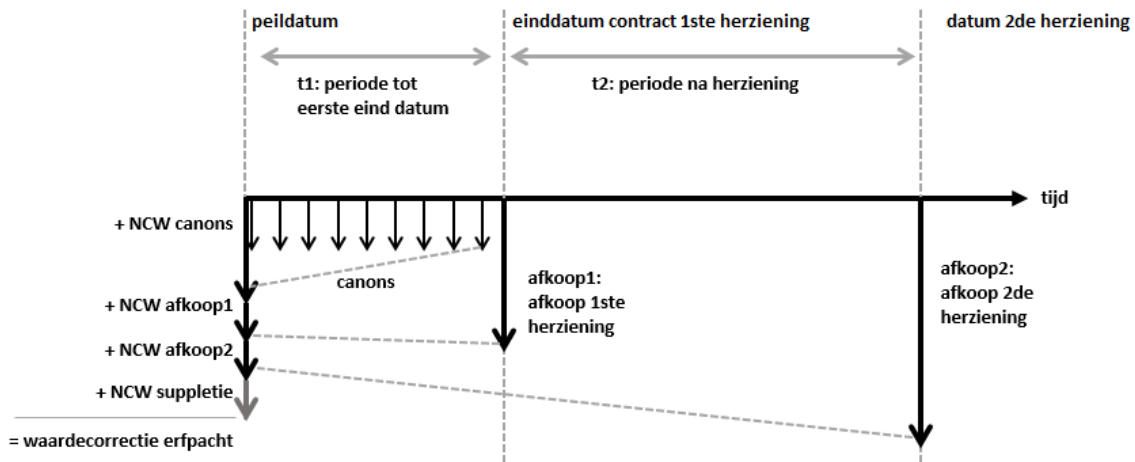 peildatum
einddatum contract 1ste herziening
datum 2de herziening
t1: periode tot
eerste eind datum
t2: periode na herziening
tijd
+ NCW canons
canons
+ NCW afkoop1
+ NCW afkoop2
+ NCW suppletie
= waardecorrectie erfpacht
afkoop1:
afkoop 1ste
herziening
afkoop2:
afkoop 2de
herziening